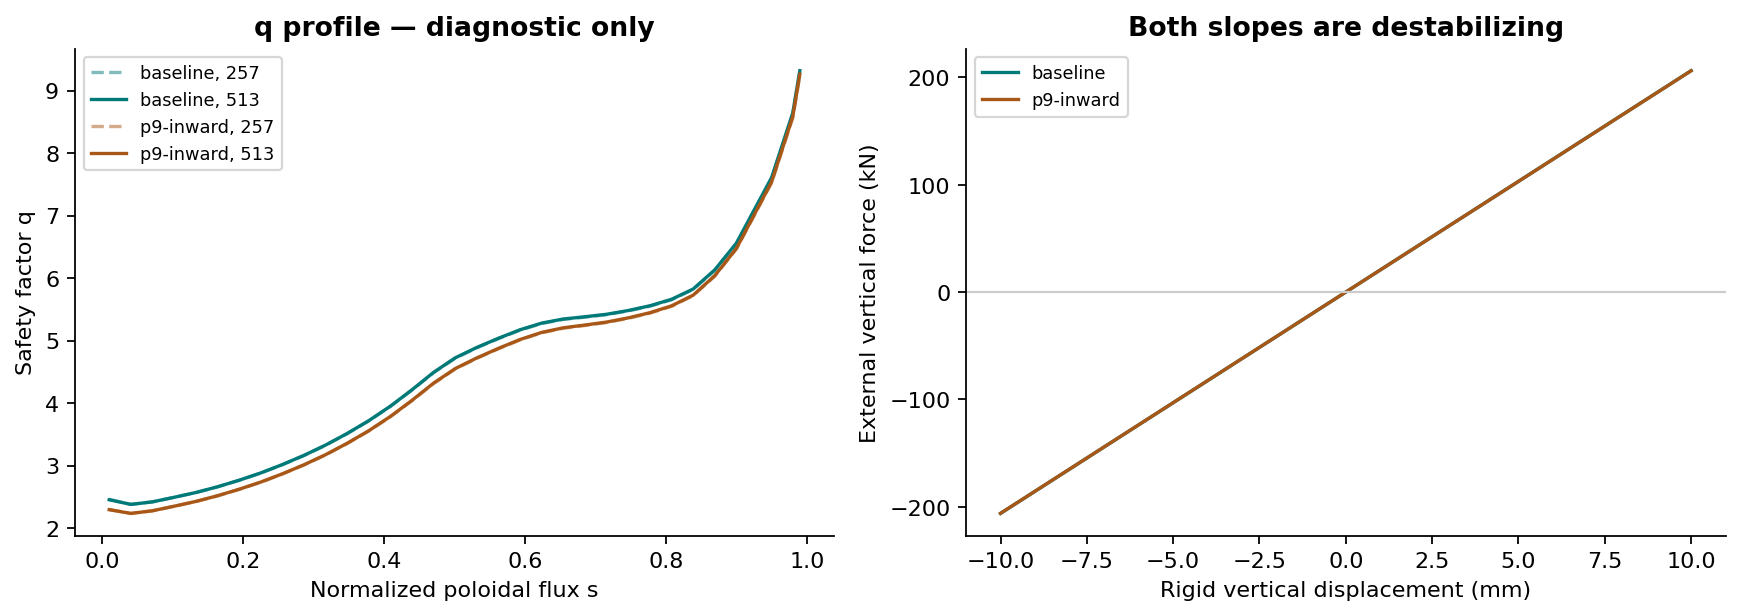 q profile — diagnostic only
baseline, 257
baseline, 513
p9-inward, 257
p9-inward, 513
9
8
7
6
5
4
3
2
Safety factor q
0.0 0.2 0.4 0.6 0.8 1.0
Normalized poloidal flux s
Both slopes are destabilizing
baseline
p9-inward
200
100
0
−100
−200
External vertical force (kN)
−10.0 −7.5 −5.0 −2.5 0.0 2.5 5.0 7.5 10.0
Rigid vertical displacement (mm)